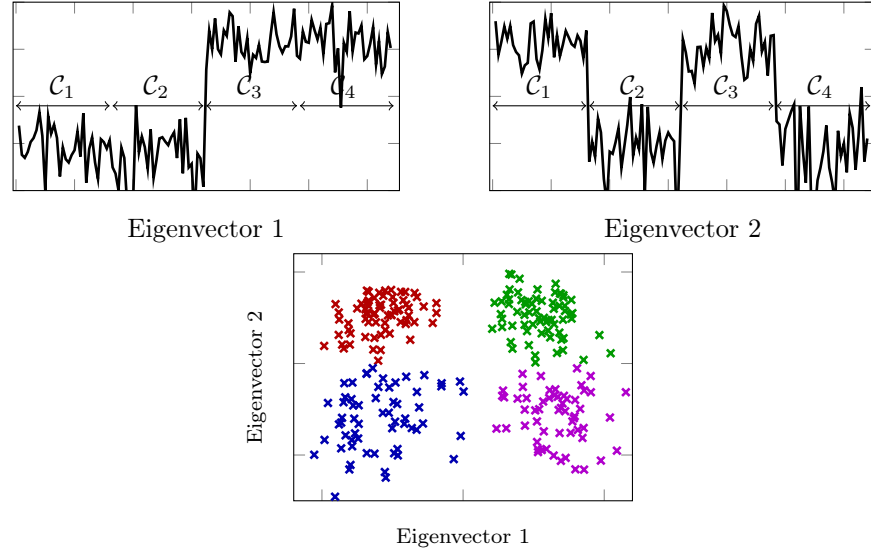 C₁ C₂ C₃ C₄
C₁ C₂ C₃ C₄
Eigenvector 1
Eigenvector 2
Eigenvector 2
Eigenvector 1